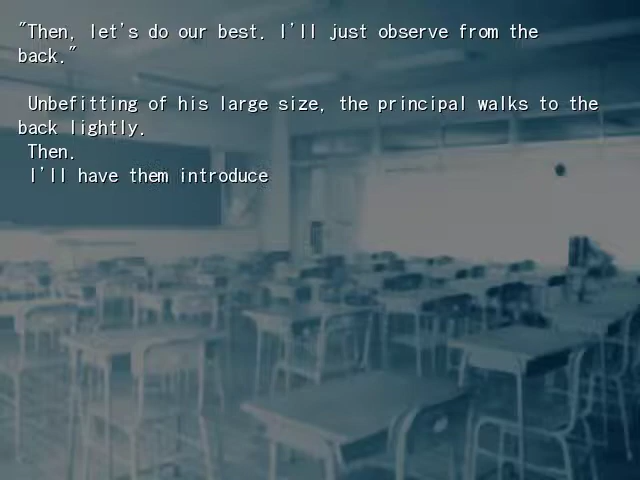 "Then, let's do our best. I'll just observe from the
back."
Unbefitting of his large size, the principal walks to the
back lightly.
Then.
I'll have them introduce